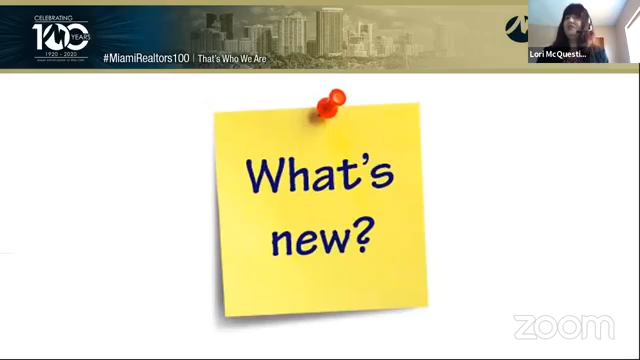 CELEBRATING
100 YEARS
1920 - 2020
#MiamiRealtors100 | That's Who We Are
Lori McQuesti...
What's
new?
zoom